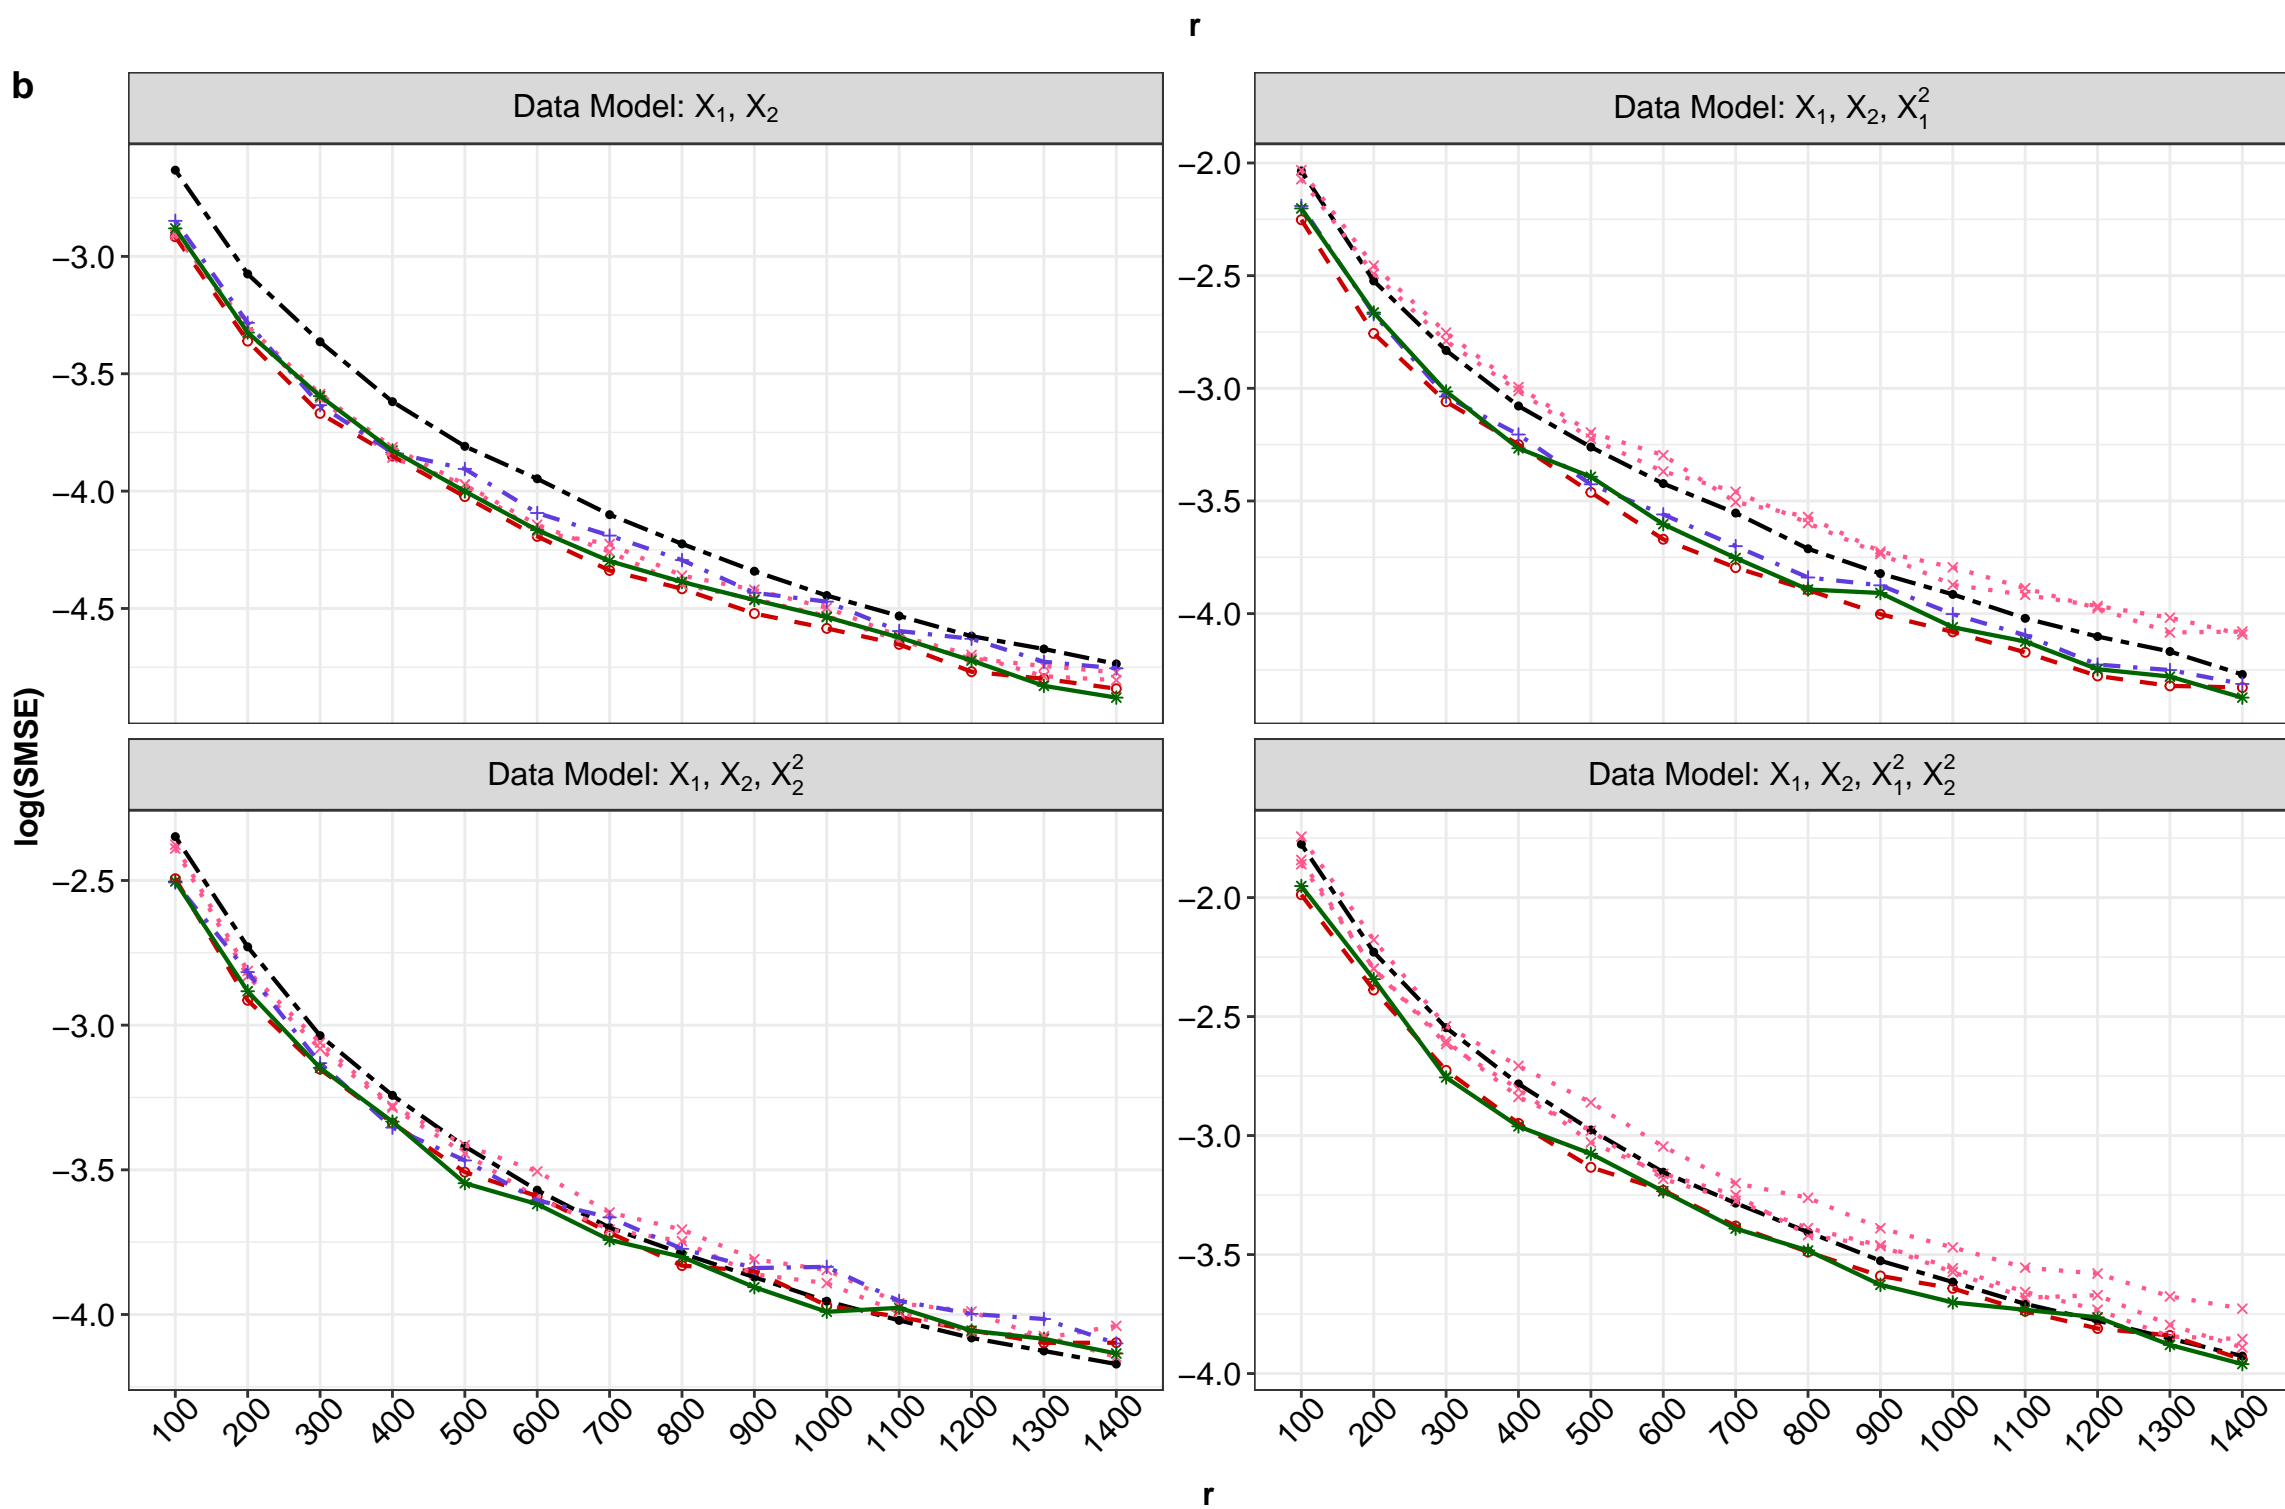 r
b
Data Model: X₁, X₂
Data Model: X₁, X₂, X₁²
−3.0
−3.5
−4.0
−4.5
−2.0
−2.5
−3.0
−3.5
−4.0
log(SMSE)
Data Model: X₁, X₂, X₂²
Data Model: X₁, X₂, X₁², X₂²
−2.5
−3.0
−3.5
−4.0
−2.0
−2.5
−3.0
−3.5
−4.0
100 200 300 400 500 600 700 800 900 1000 1100 1200 1300 1400
100 200 300 400 500 600 700 800 900 1000 1100 1200 1300 1400
r